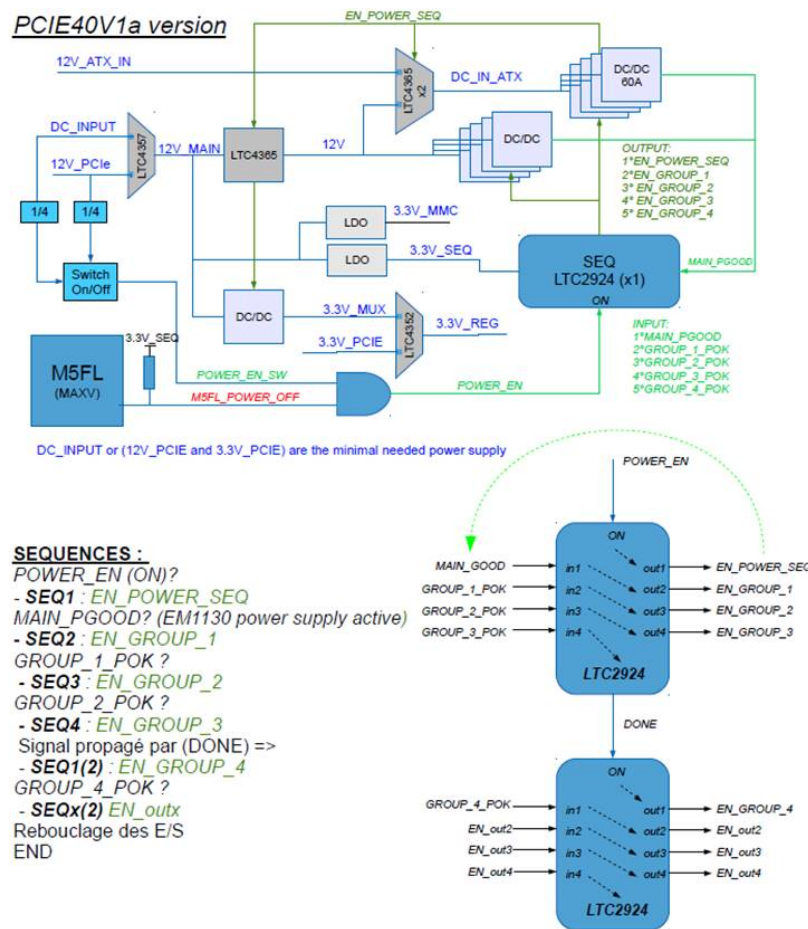 PCIE40V1a version
EN_POWER_SEQ
12V_ATX_IN
LTC4365
x2
DC_IN_ATX
DC/DC
60A
DC_INPUT
12V_PCIe
LTC4357
12V_MAIN
LTC4365
12V
DC/DC
OUTPUT:
1°EN_POWER_SEQ
2°EN_GROUP_1
3° EN_GROUP_2
4° EN_GROUP_3
5° EN_GROUP_4
1/4
1/4
LDO
3.3V_MMC
LDO
3.3V_SEQ
SEQ
LTC2924 (x1)
ON
MAIN_PGOOD
Switch
On/Off
DC/DC
3.3V_MUX
3.3V_PCIE
LTC4352
3.3V_REG
3.3V_SEQ
M5FL
(MAXV)
POWER_EN_SW
M5FL_POWER_OFF
POWER_EN
INPUT:
1°MAIN_PGOOD
2°GROUP_1_POK
3°GROUP_2_POK
4°GROUP_3_POK
5°GROUP_4_POK
DC_INPUT or (12V_PCIE and 3.3V_PCIE) are the minimal needed power supply
SEQUENCES :
POWER_EN (ON)?
- SEQ1 : EN_POWER_SEQ
MAIN_PGOOD? (EM1130 power supply active)
- SEQ2 : EN_GROUP_1
GROUP_1_POK ?
- SEQ3 : EN_GROUP_2
GROUP_2_POK ?
- SEQ4 : EN_GROUP_3
Signal propagé par (DONE) =>
- SEQ1(2) : EN_GROUP_4
GROUP_4_POK ?
- SEQx(2) EN_outx
Rebouclage des E/S
END
POWER_EN
ON
MAIN_GOOD in1 out1 EN_POWER_SEQ
GROUP_1_POK in2 out2 EN_GROUP_1
GROUP_2_POK in3 out3 EN_GROUP_2
GROUP_3_POK in4 out4 EN_GROUP_3
LTC2924
DONE
ON
GROUP_4_POK in1 out1 EN_GROUP_4
EN_out2 in2 out2 EN_out2
EN_out3 in3 out3 EN_out3
EN_out4 in4 out4 EN_out4
LTC2924